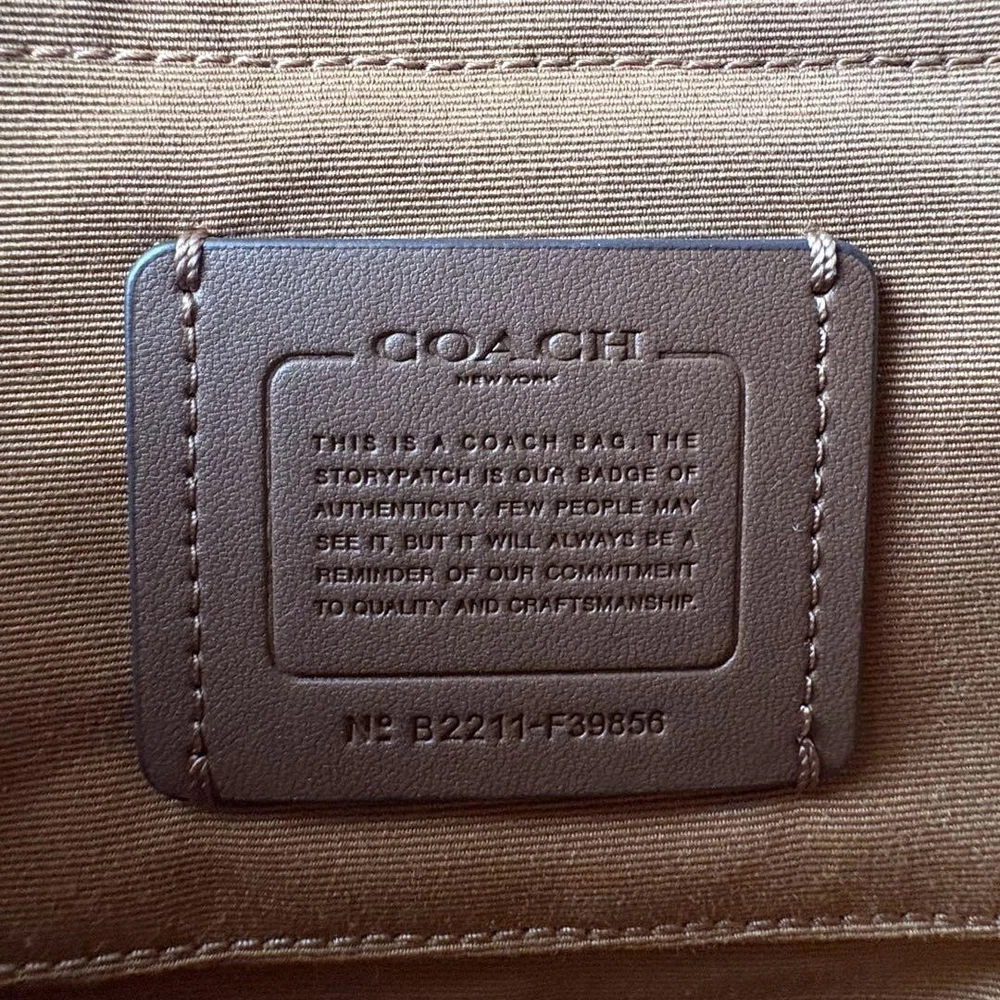 COACH
NEW YORK
THIS IS A COACH BAG. THE
STORYPATCH IS OUR BADGE OF
AUTHENTICITY. FEW PEOPLE MAY
SEE IT, BUT IT WILL ALWAYS BE A
REMINDER OF OUR COMMITMENT
TO QUALITY AND CRAFTSMANSHIP.
Nº B2211-F39856